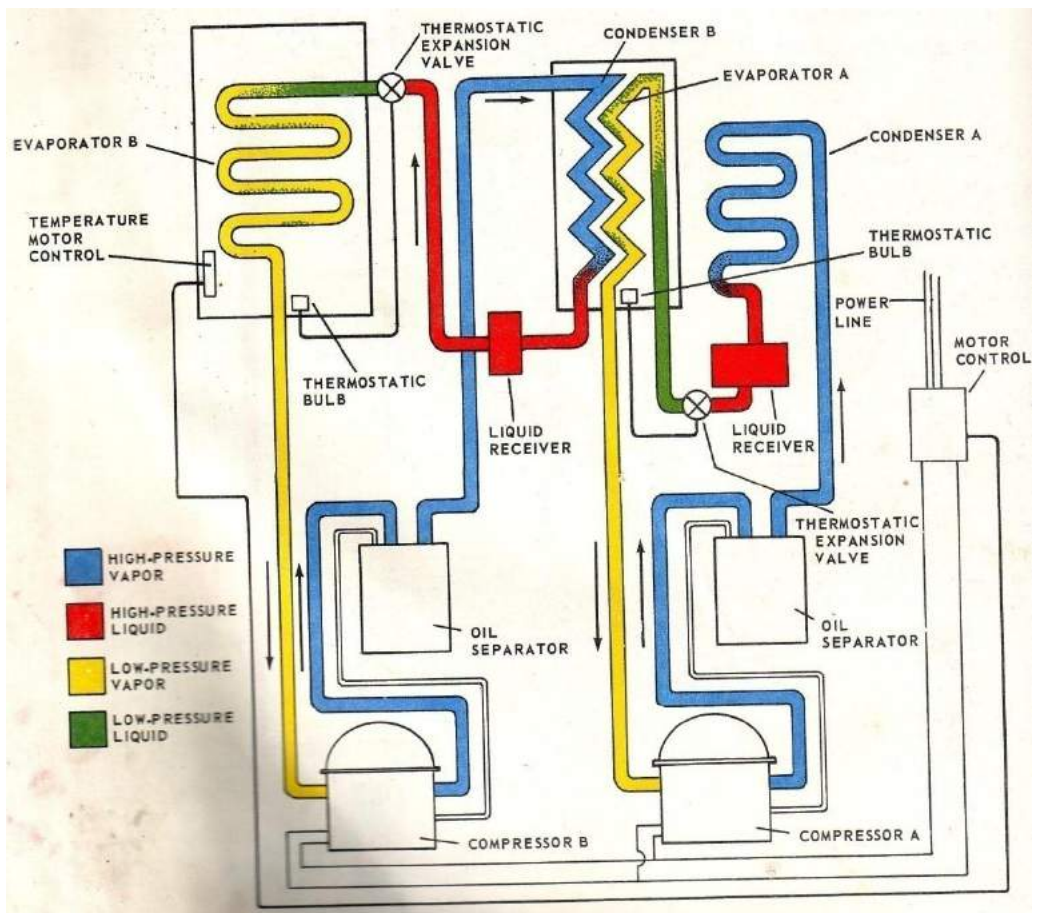 THERMOSTATIC
EXPANSION
VALVE
CONDENSER B
EVAPORATOR A
EVAPORATOR B
CONDENSER A
TEMPERATURE
MOTOR
CONTROL
THERMOSTATIC
BULB
POWER
LINE
MOTOR
CONTROL
THERMOSTATIC
BULB
LIQUID
RECEIVER
LIQUID
RECEIVER
THERMOSTATIC
EXPANSION
VALVE
HIGH-PRESSURE
VAPOR
HIGH-PRESSURE
LIQUID
LOW-PRESSURE
VAPOR
LOW-PRESSURE
LIQUID
OIL
SEPARATOR
OIL
SEPARATOR
COMPRESSOR B
COMPRESSOR A